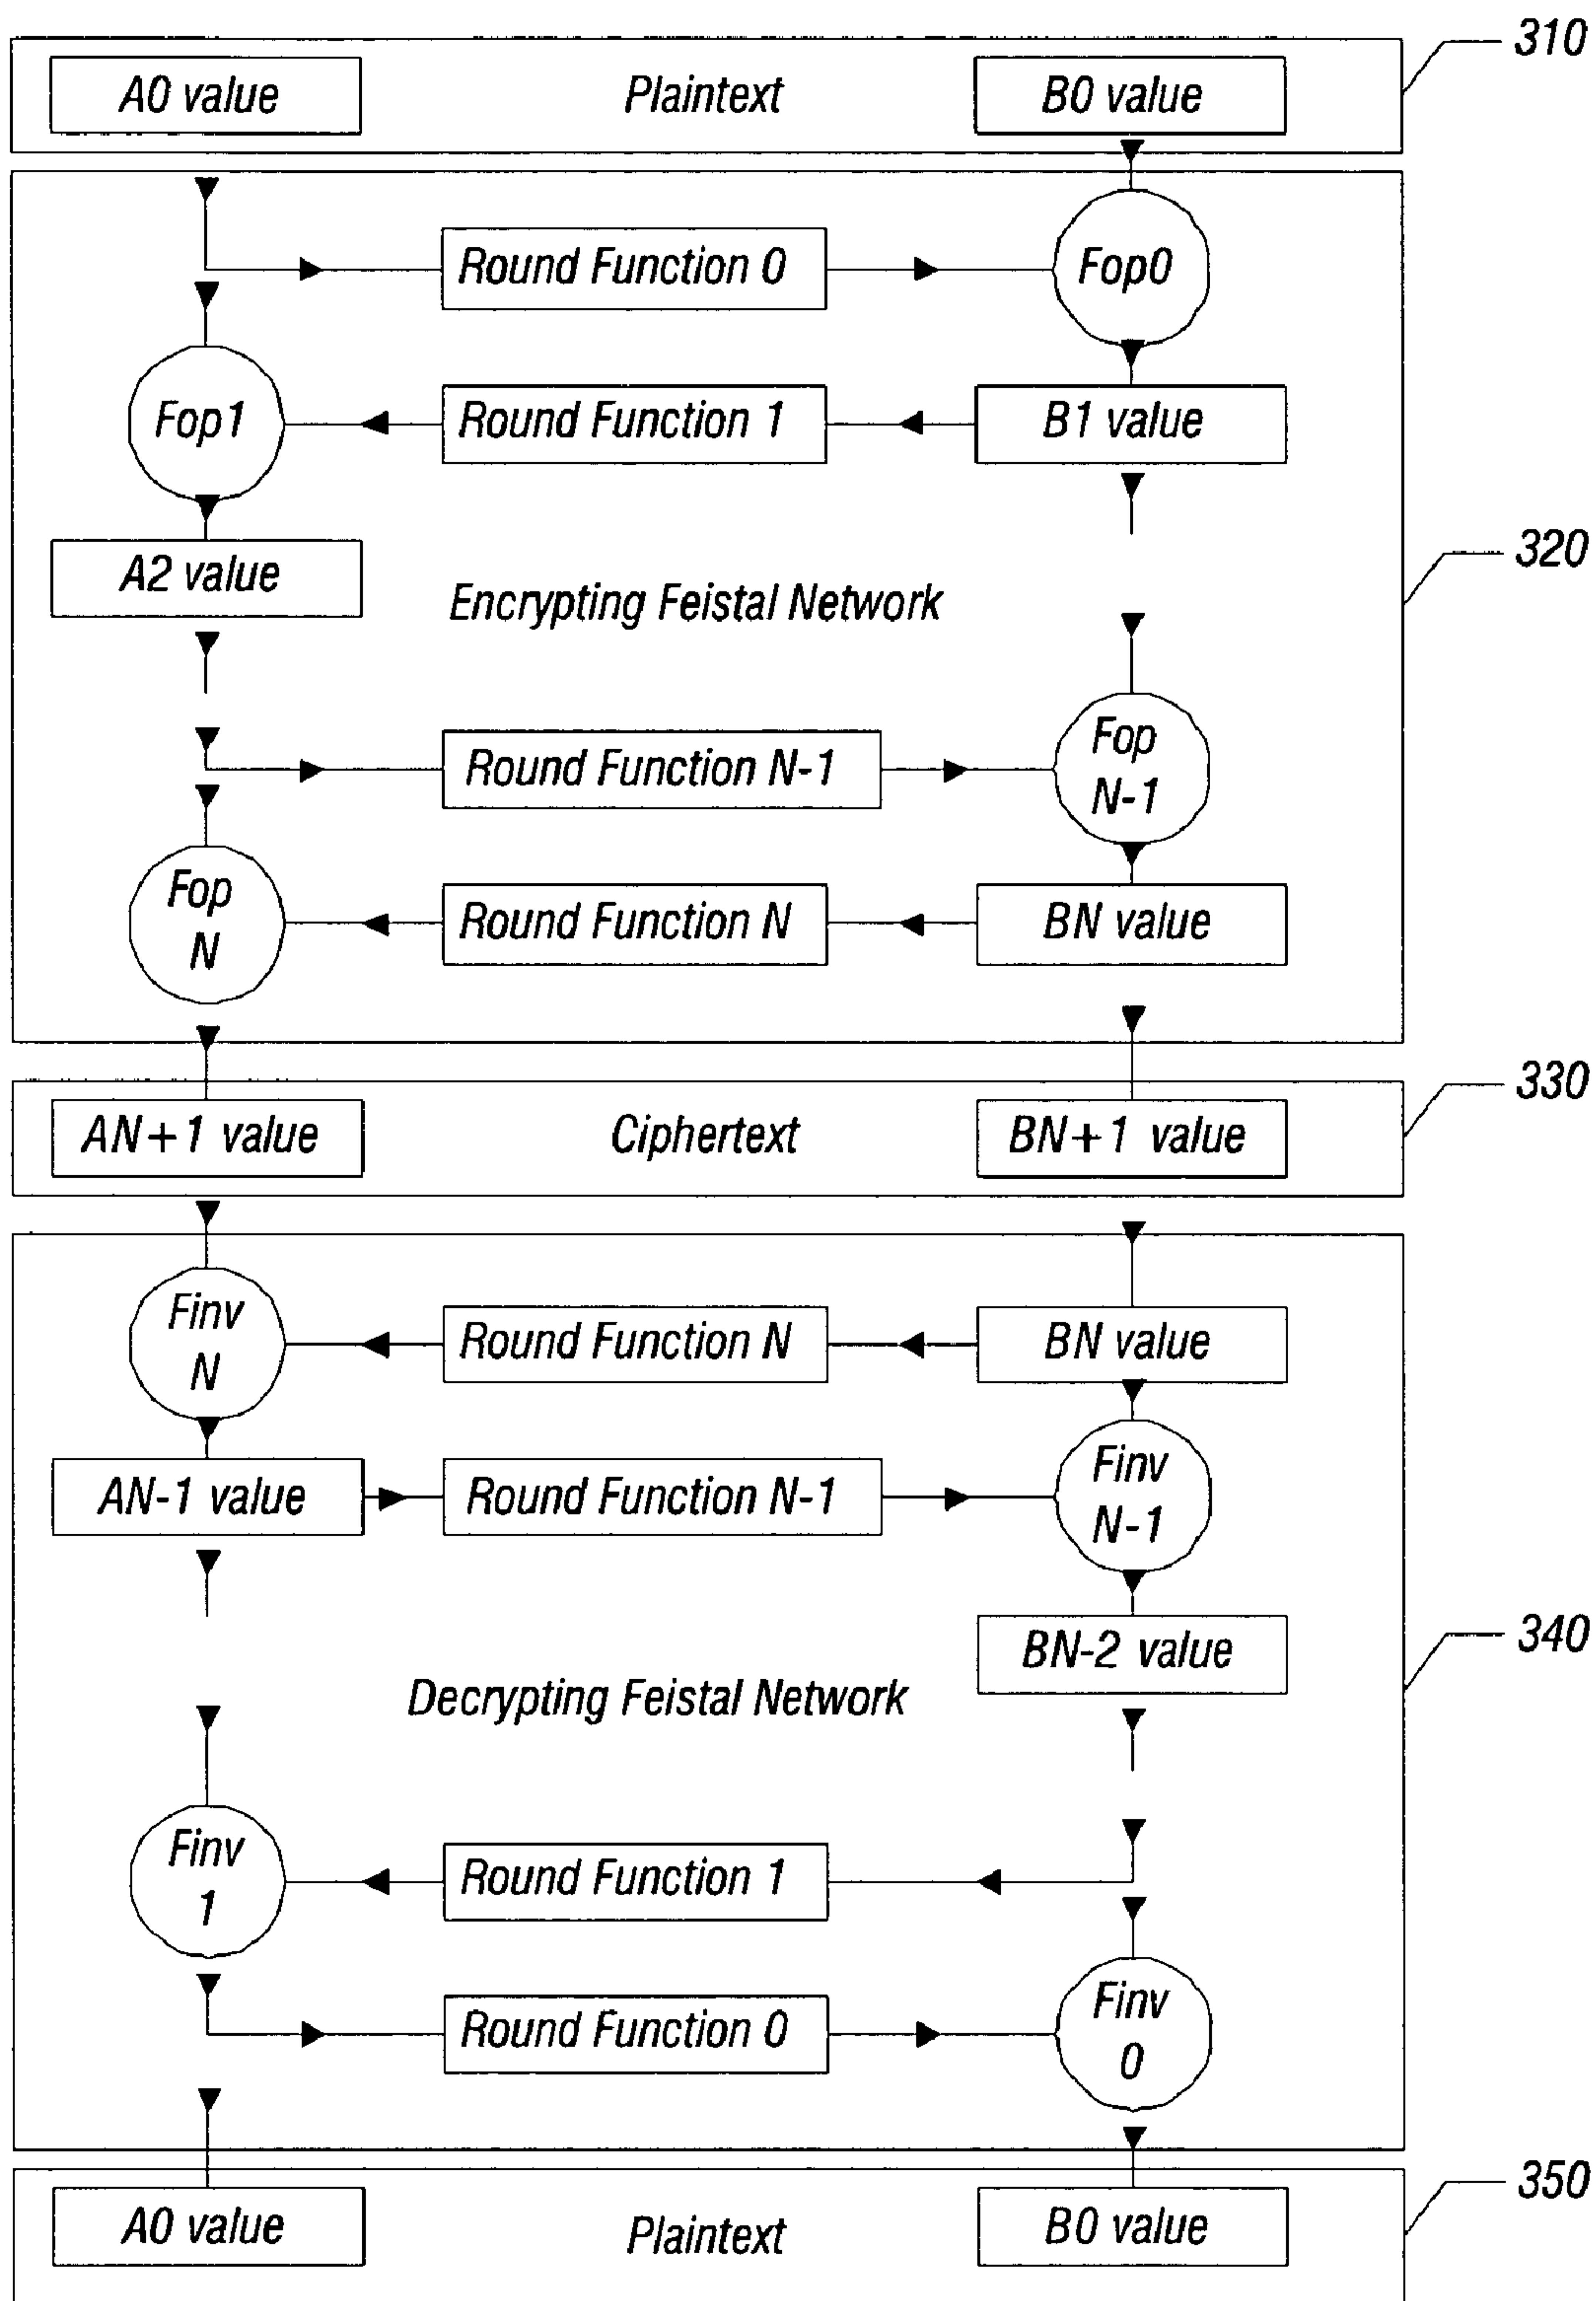 310
A0 value Plaintext B0 value
Round Function 0 Fop0
Fop1 Round Function 1 B1 value
320
A2 value
Encrypting Feistal Network
Round Function N-1 Fop N-1
Fop N Round Function N BN value
330
AN+1 value Ciphertext BN+1 value
Finv N Round Function N BN value
AN-1 value Round Function N-1 Finv N-1
340
BN-2 value
Decrypting Feistal Network
Finv 1 Round Function 1
Round Function 0 Finv 0
350
A0 value Plaintext B0 value